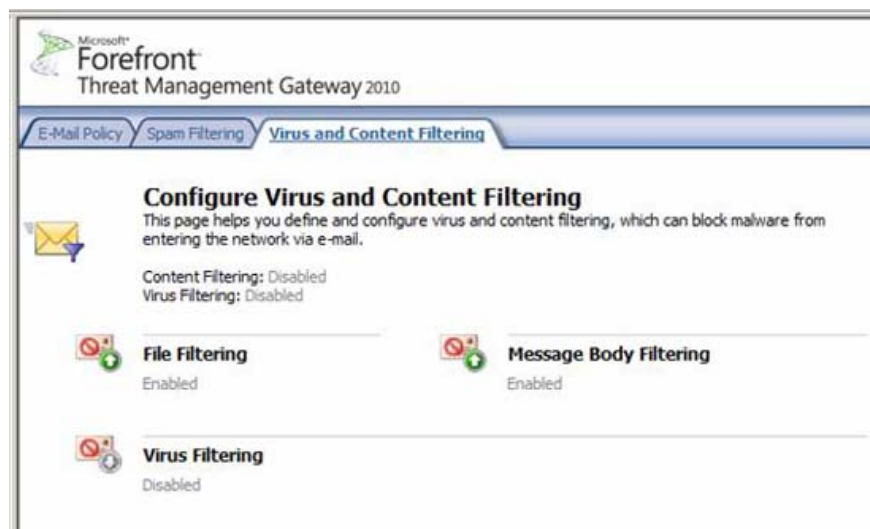 Microsoft®
Forefront™
Threat Management Gateway 2010
E-Mail Policy
Spam Filtering
Virus and Content Filtering
Configure Virus and Content Filtering
This page helps you define and configure virus and content filtering, which can block malware from
entering the network via e-mail.
Content Filtering: Disabled
Virus Filtering: Disabled
File Filtering
Enabled
Message Body Filtering
Enabled
Virus Filtering
Disabled